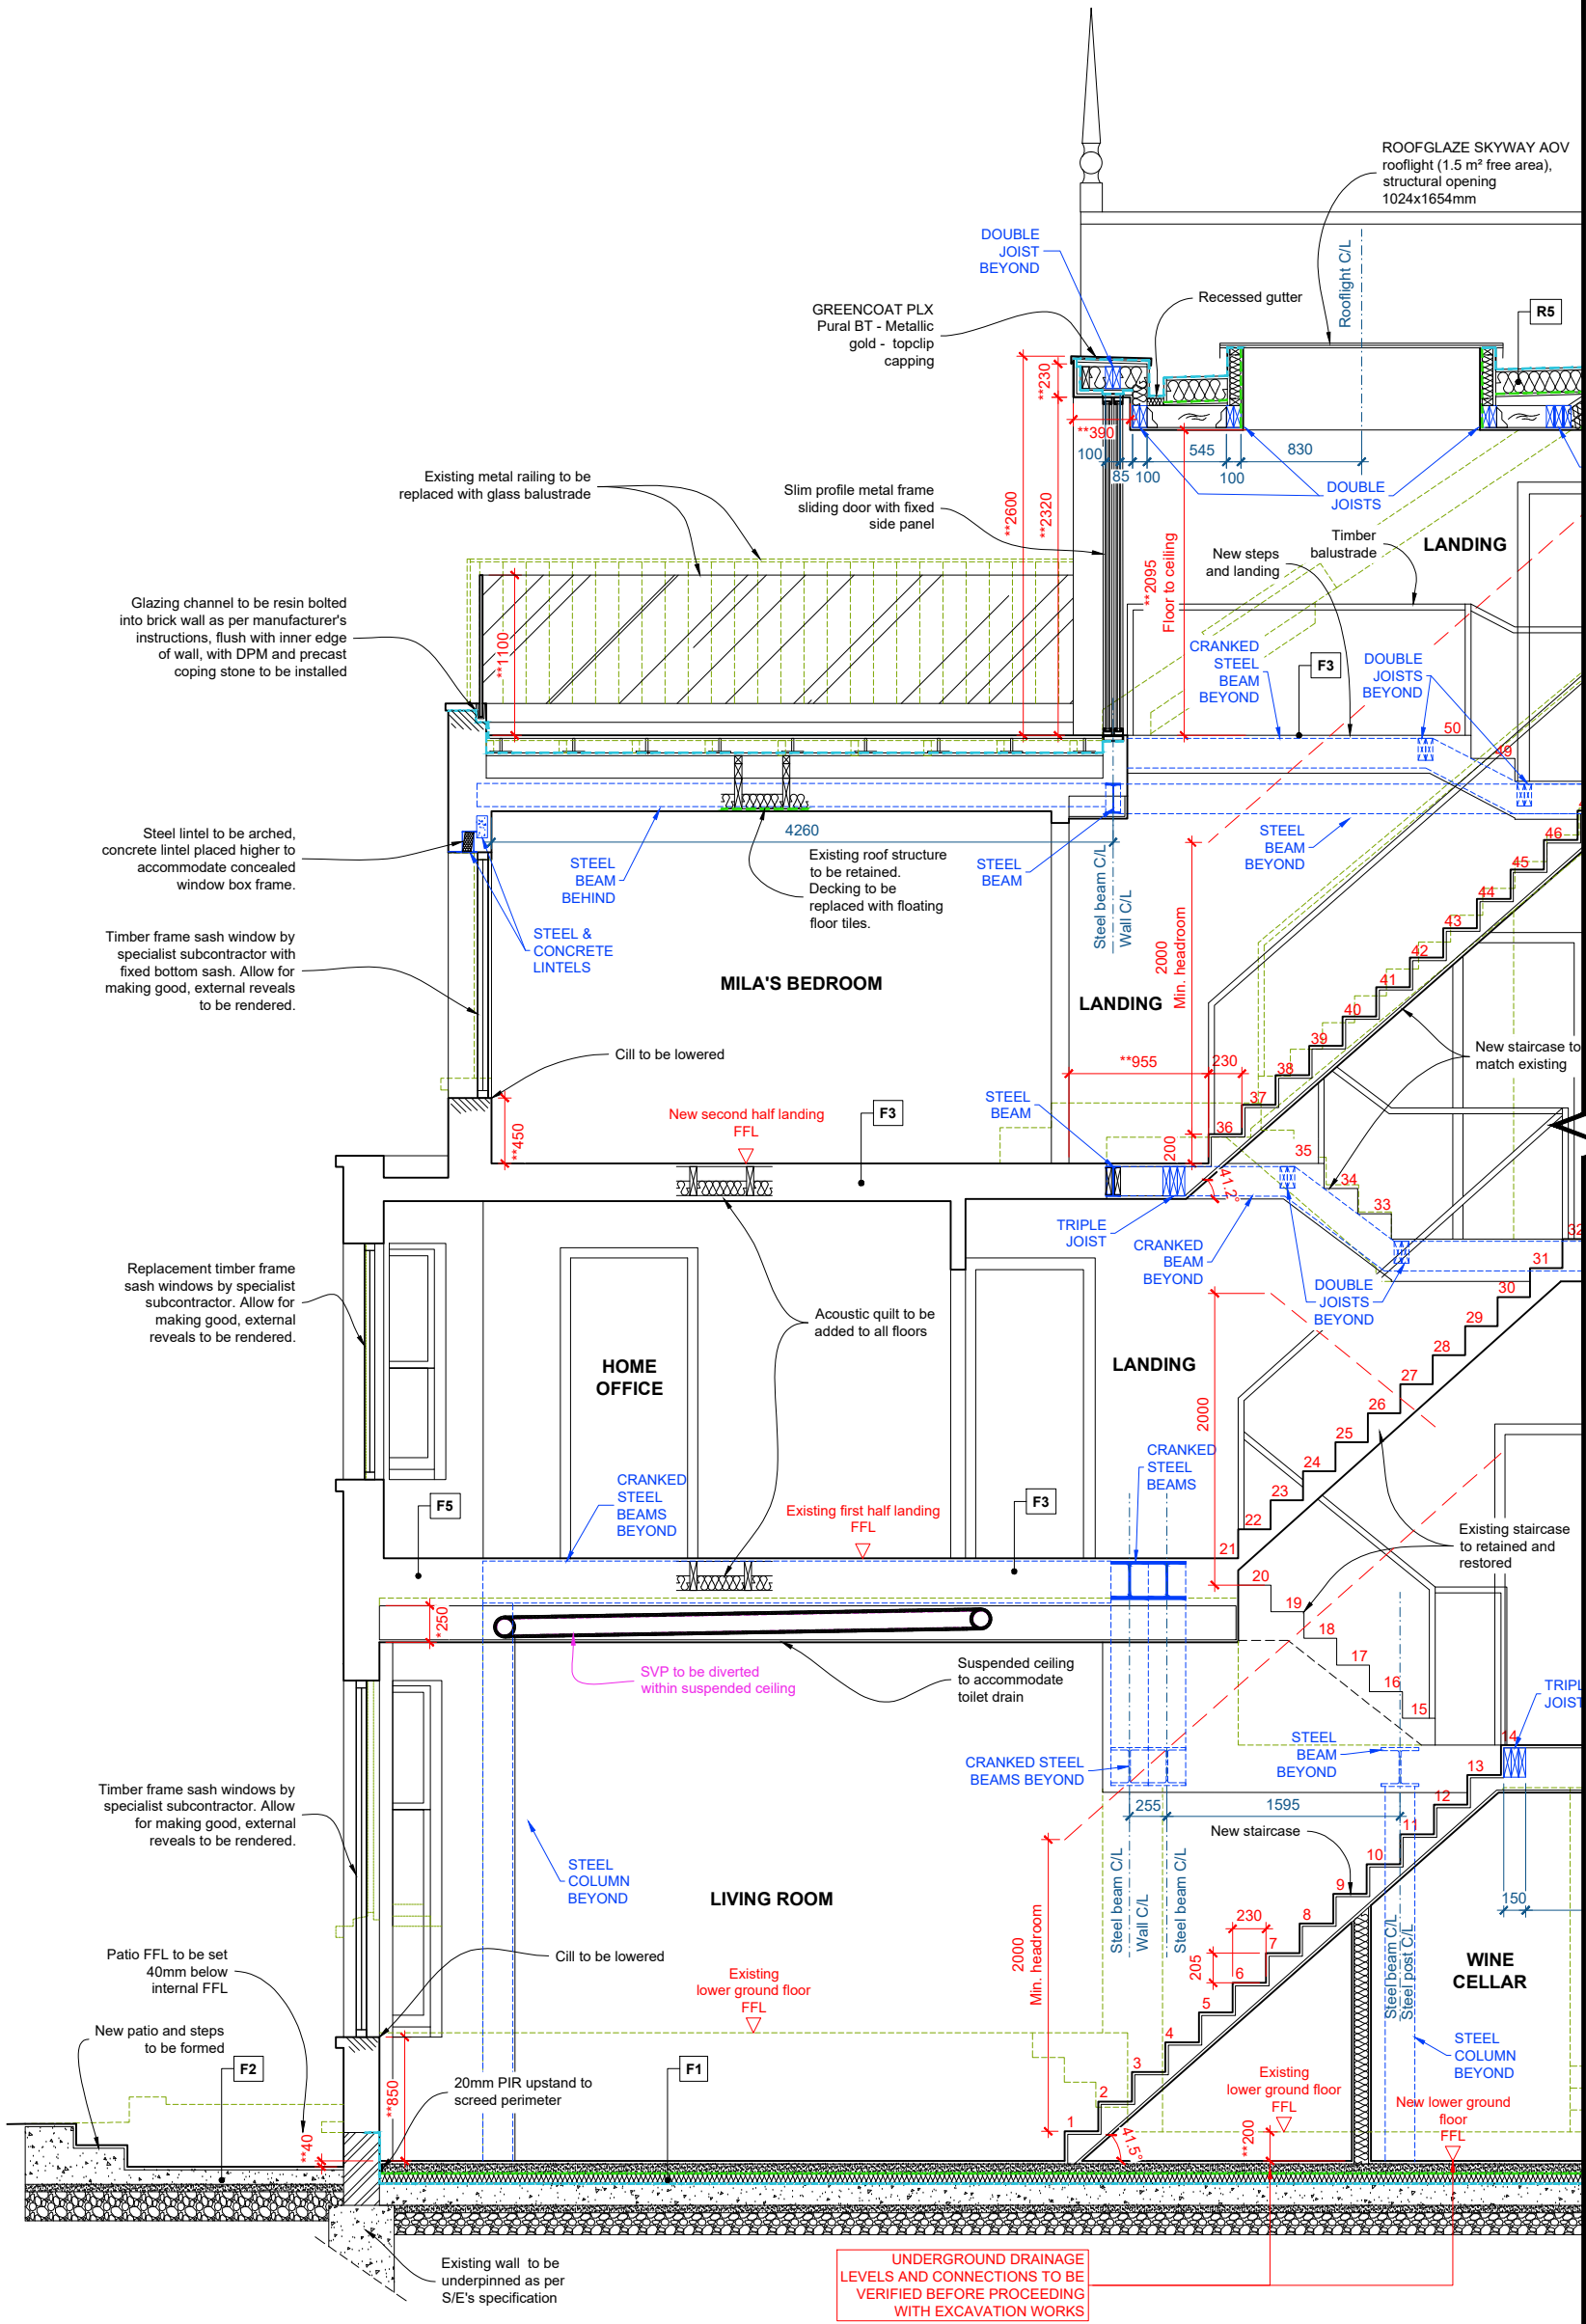 ROOFGLAZE SKYWAY AOV
rooflight (1.5 m² free area),
structural opening
1024x1654mm
DOUBLE
JOIST
BEYOND
Rooflight C/L
Recessed gutter
R5
GREENCOAT PLX
Pural BT - Metallic
gold - topclip
capping
**230
**390
100
85
100
545
100
830
DOUBLE
JOISTS
Existing metal railing to be
replaced with glass balustrade
Slim profile metal frame
sliding door with fixed
side panel
**2600
**2320
**2095
Floor to ceiling
New steps
and landing
Timber
balustrade
LANDING
Glazing channel to be resin bolted
into brick wall as per manufacturer's
instructions, flush with inner edge
of wall, with DPM and precast
coping stone to be installed
**1100
CRANKED
STEEL
BEAM
BEYOND
F3
DOUBLE
JOISTS
BEYOND
50
49
Steel lintel to be arched,
concrete lintel placed higher to
accommodate concealed
window box frame.
4260
STEEL
BEAM
BEHIND
Existing roof structure
to be retained.
Decking to be
replaced with floating
floor tiles.
STEEL
BEAM
STEEL
BEAM
BEYOND
46
45
44
43
42
41
40
39
38
37
36
35
34
33
32
31
30
29
28
27
26
25
24
23
22
21
20
19
18
17
16
15
14
13
12
11
10
9
8
7
6
5
4
3
2
1
Steel beam C/L
Wall C/L
2000
Min. headroom
STEEL &
CONCRETE
LINTELS
Timber frame sash window by
specialist subcontractor with
fixed bottom sash. Allow for
making good, external reveals
to be rendered.
MILA'S BEDROOM
LANDING
New staircase to
match existing
Cill to be lowered
**955
230
STEEL
BEAM
New second half landing
FFL
F3
**450
200
41.2°
TRIPLE
JOIST
CRANKED
BEAM
BEYOND
DOUBLE
JOISTS
BEYOND
Replacement timber frame
sash windows by specialist
subcontractor. Allow for
making good, external
reveals to be rendered.
Acoustic quilt to be
added to all floors
HOME
OFFICE
LANDING
2000
CRANKED
STEEL
BEAMS
CRANKED
STEEL
BEAMS
BEYOND
F5
Existing first half landing
FFL
F3
Existing staircase
to retained and
restored
*250
SVP to be diverted
within suspended ceiling
Suspended ceiling
to accommodate
toilet drain
CRANKED STEEL
BEAMS BEYOND
STEEL
BEAM
BEYOND
255
1595
New staircase
Timber frame sash windows by
specialist subcontractor. Allow
for making good, external
reveals to be rendered.
STEEL
COLUMN
BEYOND
LIVING ROOM
Steel beam C/L
Wall C/L
Steel beam C/L
2000
Min. headroom
230
205
150
Steel beam C/L
Steel post C/L
WINE
CELLAR
Patio FFL to be set
40mm below
internal FFL
Cill to be lowered
Existing
lower ground floor
FFL
New patio and steps
to be formed
F2
**850
20mm PIR upstand to
screed perimeter
F1
**40
STEEL
COLUMN
BEYOND
Existing
lower ground floor
FFL
New lower ground
floor
FFL
**200
41.5°
Existing wall to be
underpinned as per
S/E's specification
UNDERGROUND DRAINAGE
LEVELS AND CONNECTIONS TO BE
VERIFIED BEFORE PROCEEDING
WITH EXCAVATION WORKS